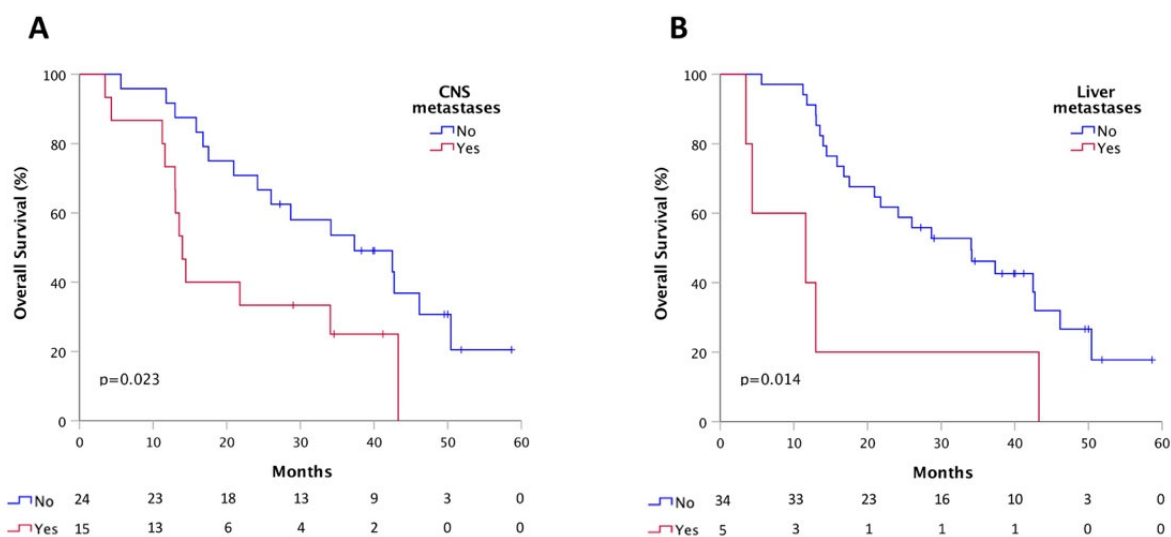 A
100
80
60
40
20
0
Overall Survival (%)
CNS
metastases
No
Yes
p=0.023
0 10 20 30 40 50 60
Months
No 24 23 18 13 9 3 0
Yes 15 13 6 4 2 0 0
B
100
80
60
40
20
0
Overall Survival (%)
Liver
metastases
No
Yes
p=0.014
0 10 20 30 40 50 60
Months
No 34 33 23 16 10 3 0
Yes 5 3 1 1 1 0 0